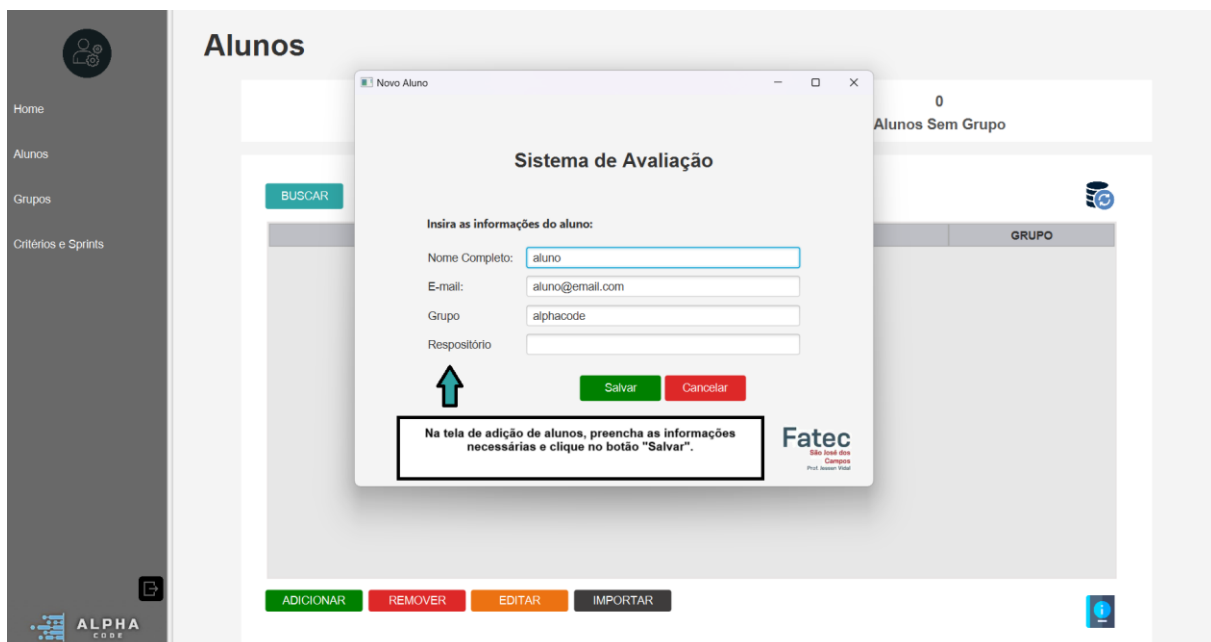 Alunos
Home
Alunos
Grupos
Critérios e Sprints
ALPHA
CODE
0
Alunos Sem Grupo
BUSCAR
GRUPO
Novo Aluno
Sistema de Avaliação
Insira as informações do aluno:
Nome Completo: aluno
E-mail: aluno@email.com
Grupo alphacode
Respositório
Salvar Cancelar
Na tela de adição de alunos, preencha as informações
necessárias e clique no botão "Salvar".
Fatec
São José dos
Campos
Prof. Jessen Vidal
ADICIONAR REMOVER EDITAR IMPORTAR